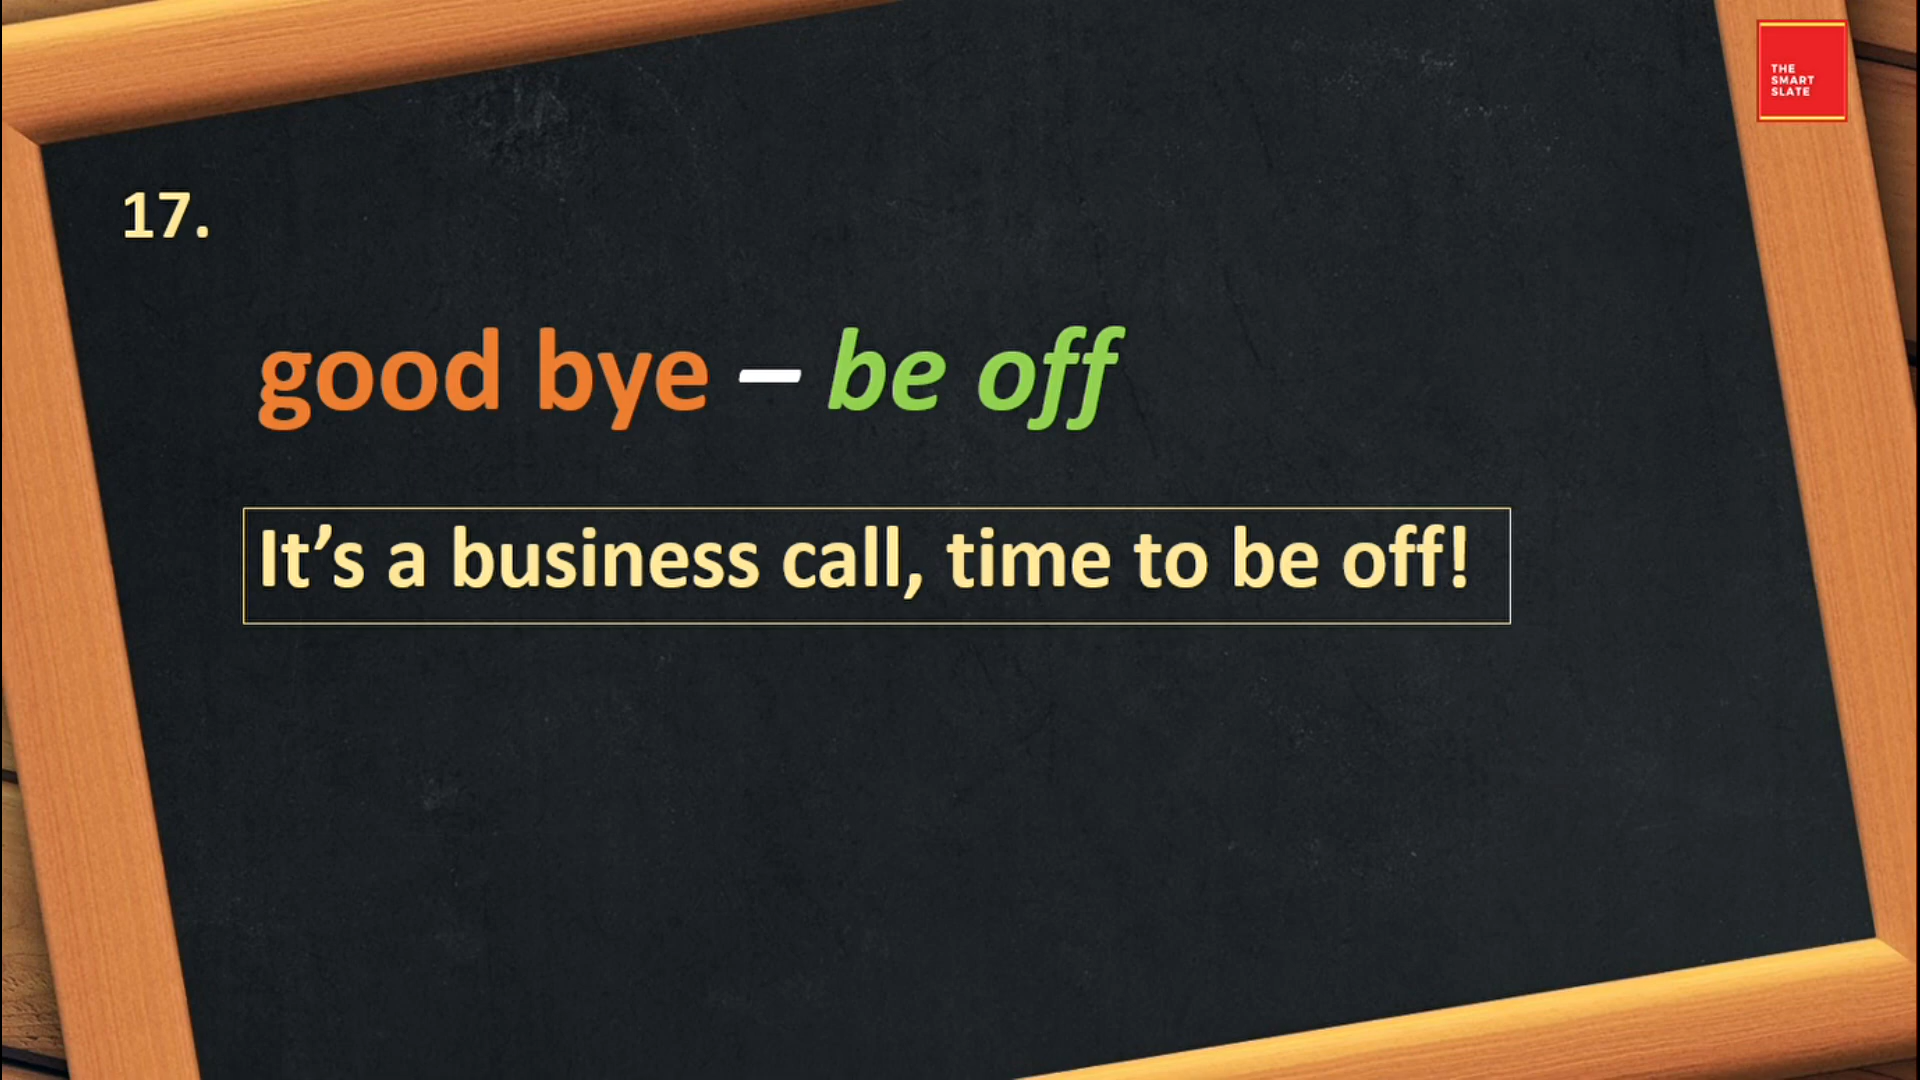 THE
SMART
SLATE
17.
good bye – be off
It’s a business call, time to be off!